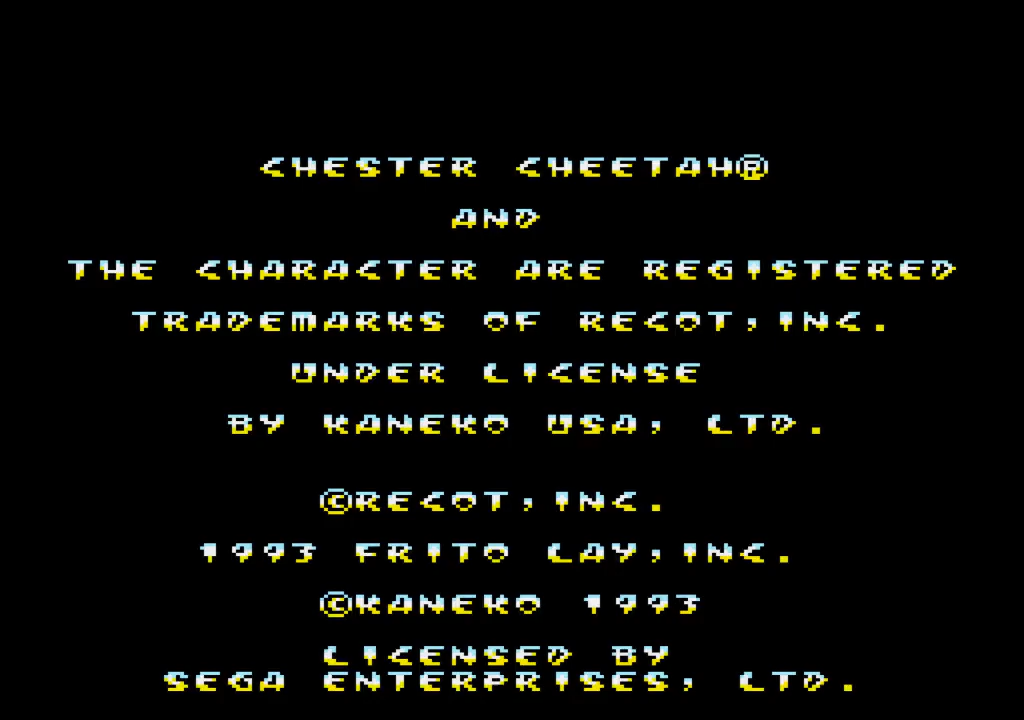 CHESTER CHEETAH®
AND
THE CHARACTER ARE REGISTERED
TRADEMARKS OF RECOT,INC.
UNDER LICENSE
BY KANEKO USA, LTD.
©RECOT,INC.
1993 FRITO LAY,INC.
©KANEKO 1993
LICENSED BY
SEGA ENTERPRISES, LTD.